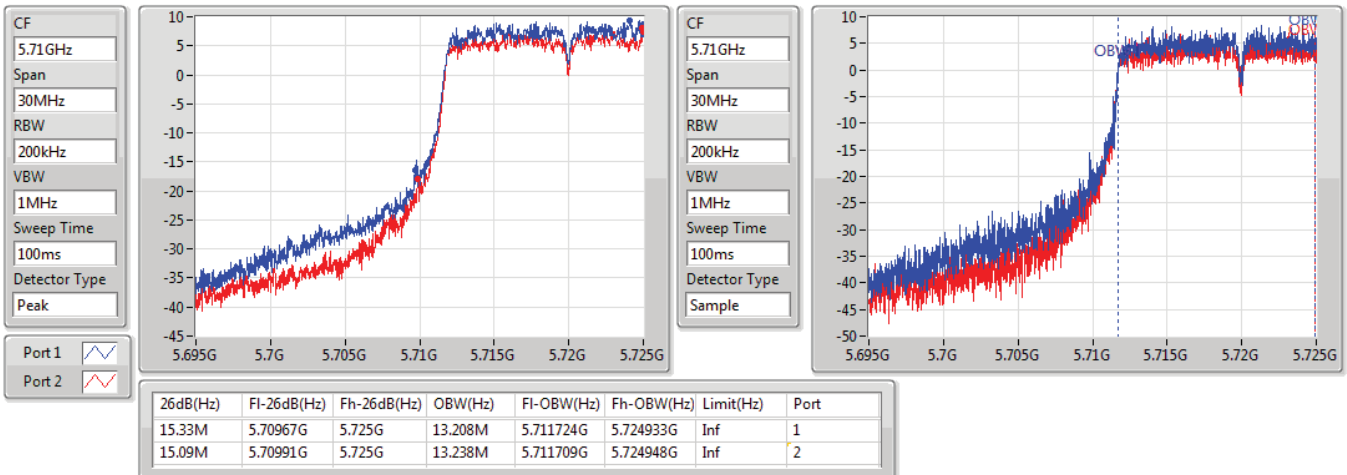 CF
5.71GHz
Span
30MHz
RBW
200kHz
VBW
1MHz
Sweep Time
100ms
Detector Type
Peak
10
5
0
-5
-10
-15
-20
-25
-30
-35
-40
-45
5.695G 5.7G 5.705G 5.71G 5.715G 5.72G 5.725G
CF
5.71GHz
Span
30MHz
RBW
200kHz
VBW
1MHz
Sweep Time
100ms
Detector Type
Sample
10
5
0
-5
-10
-15
-20
-25
-30
-35
-40
-45
-50
5.695G 5.7G 5.705G 5.71G 5.715G 5.72G 5.725G
Port 1
Port 2
26dB(Hz) Fl-26dB(Hz) Fh-26dB(Hz) OBW(Hz) Fl-OBW(Hz) Fh-OBW(Hz) Limit(Hz) Port
15.33M 5.70967G 5.725G 13.208M 5.711724G 5.724933G Inf 1
15.09M 5.70991G 5.725G 13.238M 5.711709G 5.724948G Inf 2